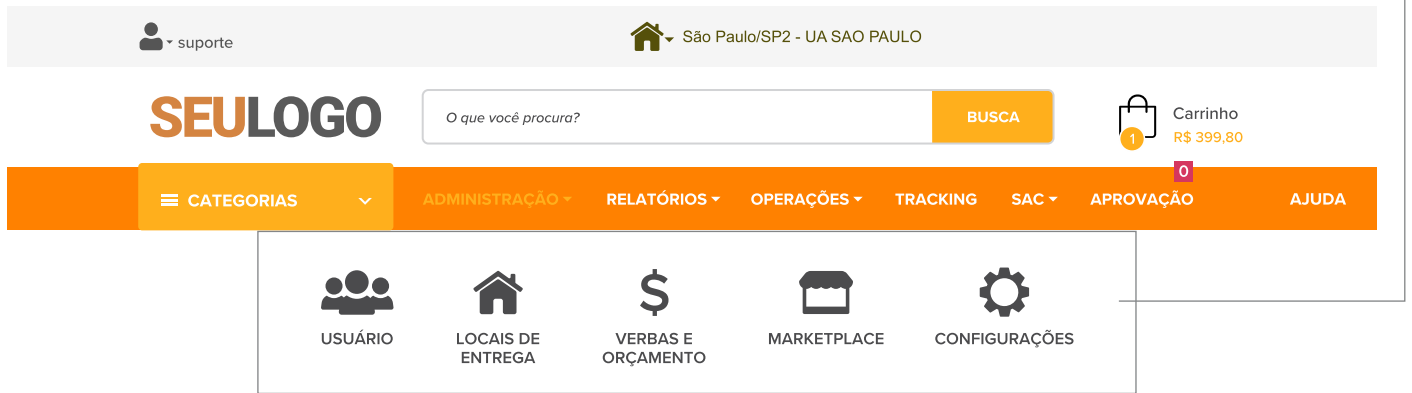 suporte
São Paulo/SP2 - UA SAO PAULO
SEULOGO
O que você procura?
BUSCA
Carrinho
1
R$ 399,80
0
CATEGORIAS
ADMINISTRAÇÃO
RELATÓRIOS
OPERAÇÕES
TRACKING
SAC
APROVAÇÃO
AJUDA
USUÁRIO
LOCAIS DE
ENTREGA
VERBAS E
ORÇAMENTO
MARKETPLACE
CONFIGURAÇÕES